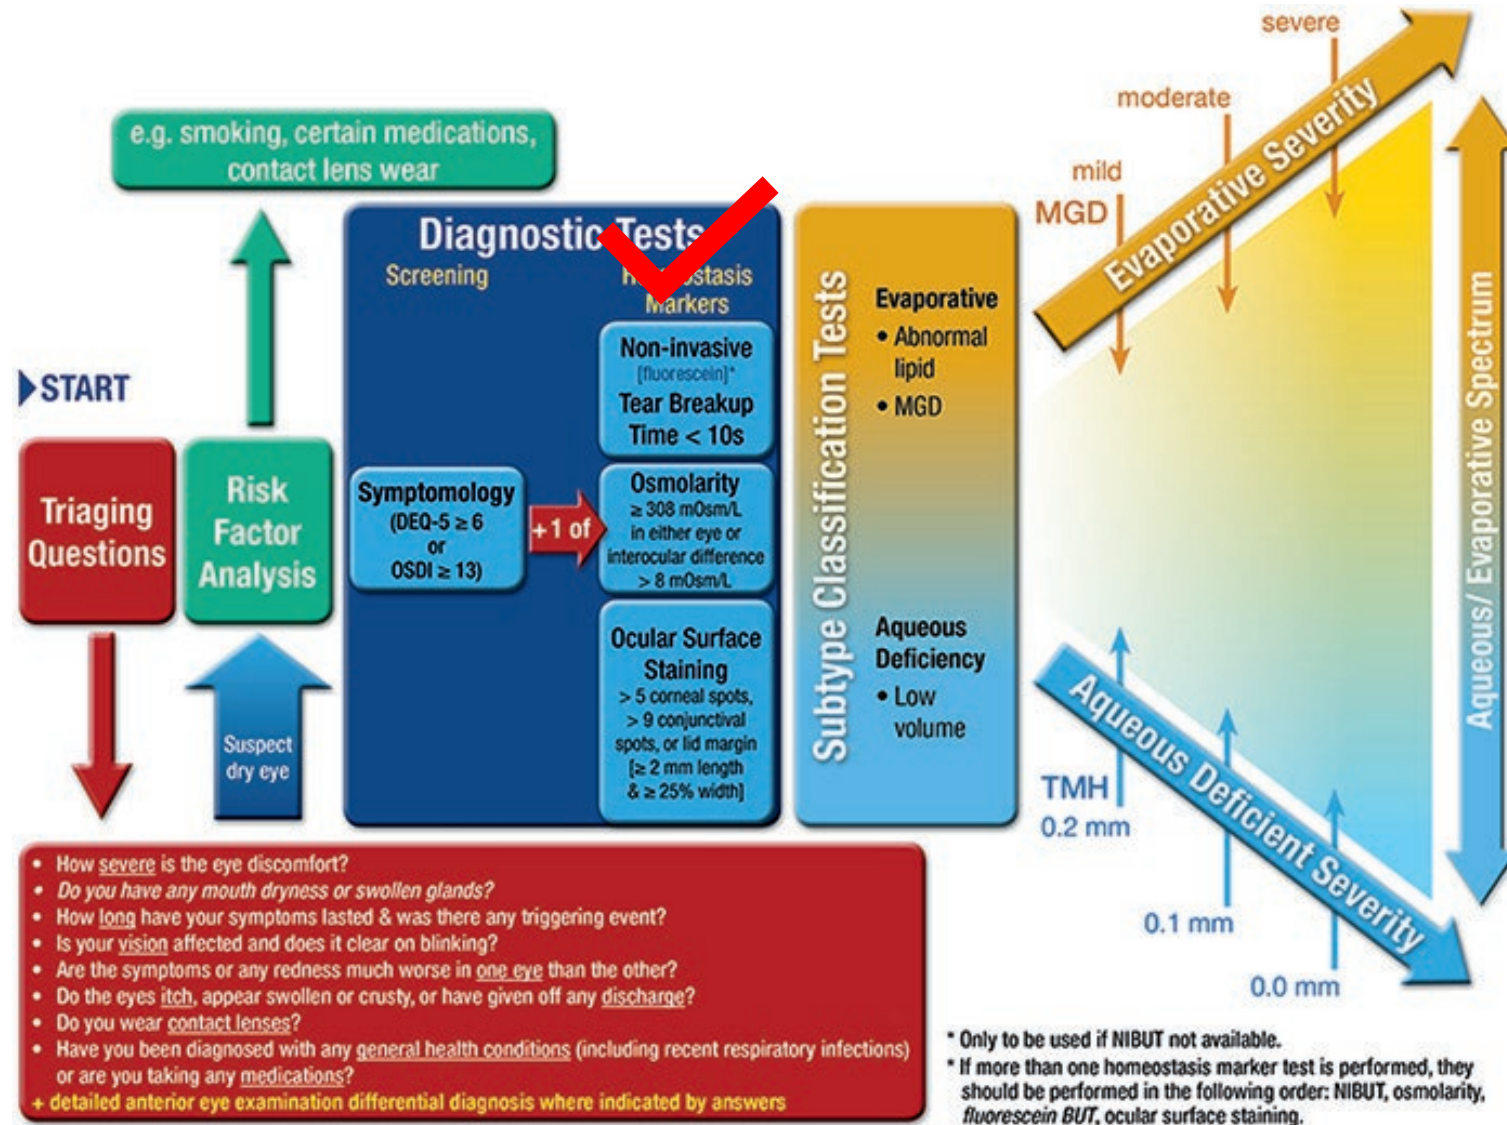 e.g. smoking, certain medications,
contact lens wear
START
Triaging
Questions
Risk
Factor
Analysis
Suspect
dry eye
Diagnostic Tests
Screening
Homeostasis
Markers
Symptomology
(DEQ-5 ≥ 6
or
OSDI ≥ 13)
+1 of
Non-invasive
[fluorescein]*
Tear Breakup
Time < 10s
Osmolarity
≥ 308 mOsm/L
in either eye or
interocular difference
> 8 mOsm/L
Ocular Surface
Staining
> 5 corneal spots,
> 9 conjunctival
spots, or lid margin
[≥ 2 mm length
& ≥ 25% width]
Subtype Classification Tests
Evaporative
• Abnormal
lipid
• MGD
Aqueous
Deficiency
• Low
volume
severe
moderate
mild
MGD
Evaporative Severity
Aqueous/ Evaporative Spectrum
Aqueous Deficient Severity
TMH
0.2 mm
0.1 mm
0.0 mm
• How severe is the eye discomfort?
• Do you have any mouth dryness or swollen glands?
• How long have your symptoms lasted & was there any triggering event?
• Is your vision affected and does it clear on blinking?
• Are the symptoms or any redness much worse in one eye than the other?
• Do the eyes itch, appear swollen or crusty, or have given off any discharge?
• Do you wear contact lenses?
• Have you been diagnosed with any general health conditions (including recent respiratory infections)
or are you taking any medications?
+ detailed anterior eye examination differential diagnosis where indicated by answers
* Only to be used if NIBUT not available.
* If more than one homeostasis marker test is performed, they
should be performed in the following order: NIBUT, osmolarity,
fluorescein BUT, ocular surface staining.